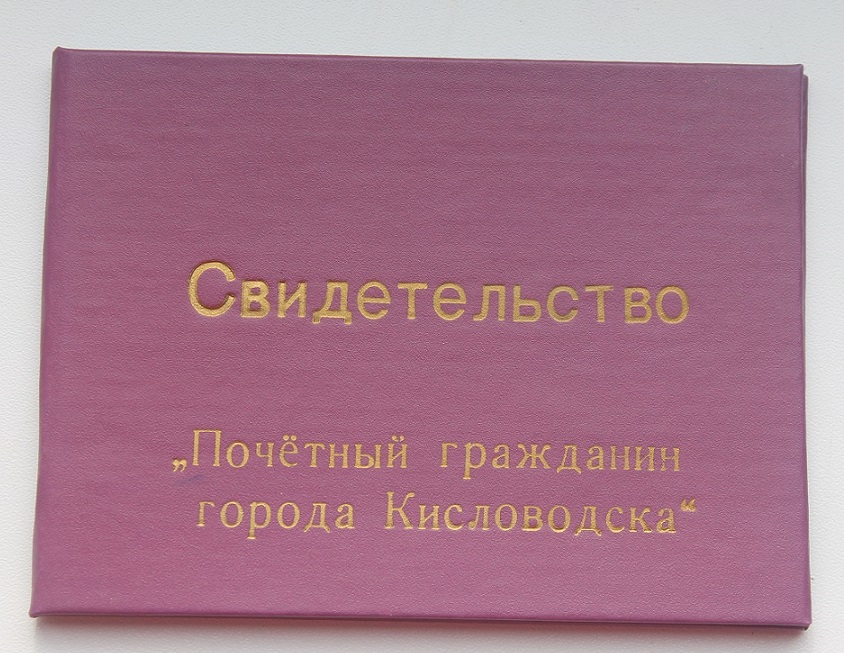 Свидетельство
„Почётный гражданин
города Кисловодска“